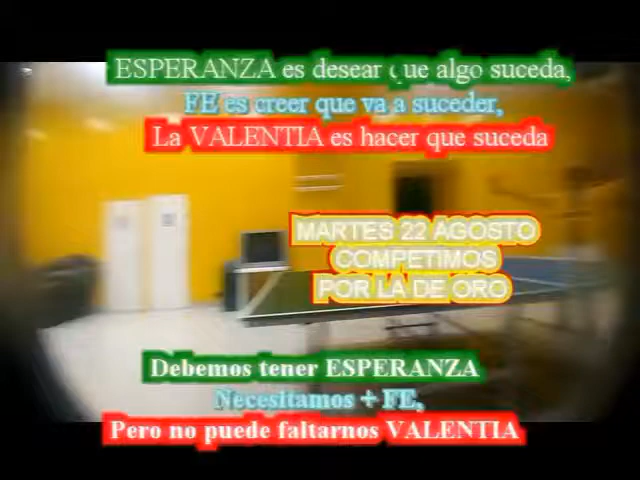 ESPERANZA es desear que algo suceda,
FE es creer que va a suceder,
La VALENTIA es hacer que suceda
MARTES 22 AGOSTO
COMPETIMOS
POR LA DE ORO
Debemos tener ESPERANZA
Necesitamos + FE,
Pero no puede faltarnos VALENTIA